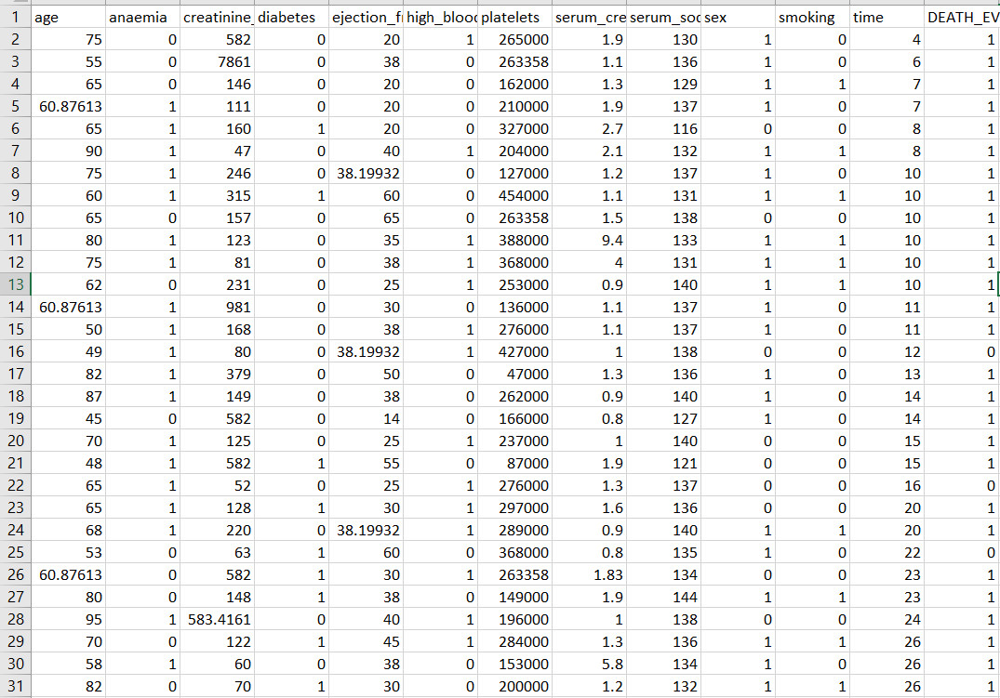 1 age anaemia creatinine_ diabetes ejection_fr high_blood platelets serum_cre serum_sod sex smoking time DEATH_EV
2 75 0 582 0 20 1 265000 1.9 130 1 0 4 1
3 55 0 7861 0 38 0 263358 1.1 136 1 0 6 1
4 65 0 146 0 20 0 162000 1.3 129 1 1 7 1
5 60.87613 1 111 0 20 0 210000 1.9 137 1 0 7 1
6 65 1 160 1 20 0 327000 2.7 116 0 0 8 1
7 90 1 47 0 40 1 204000 2.1 132 1 1 8 1
8 75 1 246 0 38.19932 0 127000 1.2 137 1 0 10 1
9 60 1 315 1 60 0 454000 1.1 131 1 1 10 1
10 65 0 157 0 65 0 263358 1.5 138 0 0 10 1
11 80 1 123 0 35 1 388000 9.4 133 1 1 10 1
12 75 1 81 0 38 1 368000 4 131 1 1 10 1
13 62 0 231 0 25 1 253000 0.9 140 1 1 10 1
14 60.87613 1 981 0 30 0 136000 1.1 137 1 0 11 1
15 50 1 168 0 38 1 276000 1.1 137 1 0 11 1
16 49 1 80 0 38.19932 1 427000 1 138 0 0 12 0
17 82 1 379 0 50 0 47000 1.3 136 1 0 13 1
18 87 1 149 0 38 0 262000 0.9 140 1 0 14 1
19 45 0 582 0 14 0 166000 0.8 127 1 0 14 1
20 70 1 125 0 25 1 237000 1 140 0 0 15 1
21 48 1 582 1 55 0 87000 1.9 121 0 0 15 1
22 65 1 52 0 25 1 276000 1.3 137 0 0 16 0
23 65 1 128 1 30 1 297000 1.6 136 0 0 20 1
24 68 1 220 0 38.19932 1 289000 0.9 140 1 1 20 1
25 53 0 63 1 60 0 368000 0.8 135 1 0 22 0
26 60.87613 0 582 1 30 1 263358 1.83 134 0 0 23 1
27 80 0 148 1 38 0 149000 1.9 144 1 1 23 1
28 95 1 583.4161 0 40 1 196000 1 138 0 0 24 1
29 70 0 122 1 45 1 284000 1.3 136 1 1 26 1
30 58 1 60 0 38 0 153000 5.8 134 1 0 26 1
31 82 0 70 1 30 0 200000 1.2 132 1 1 26 1